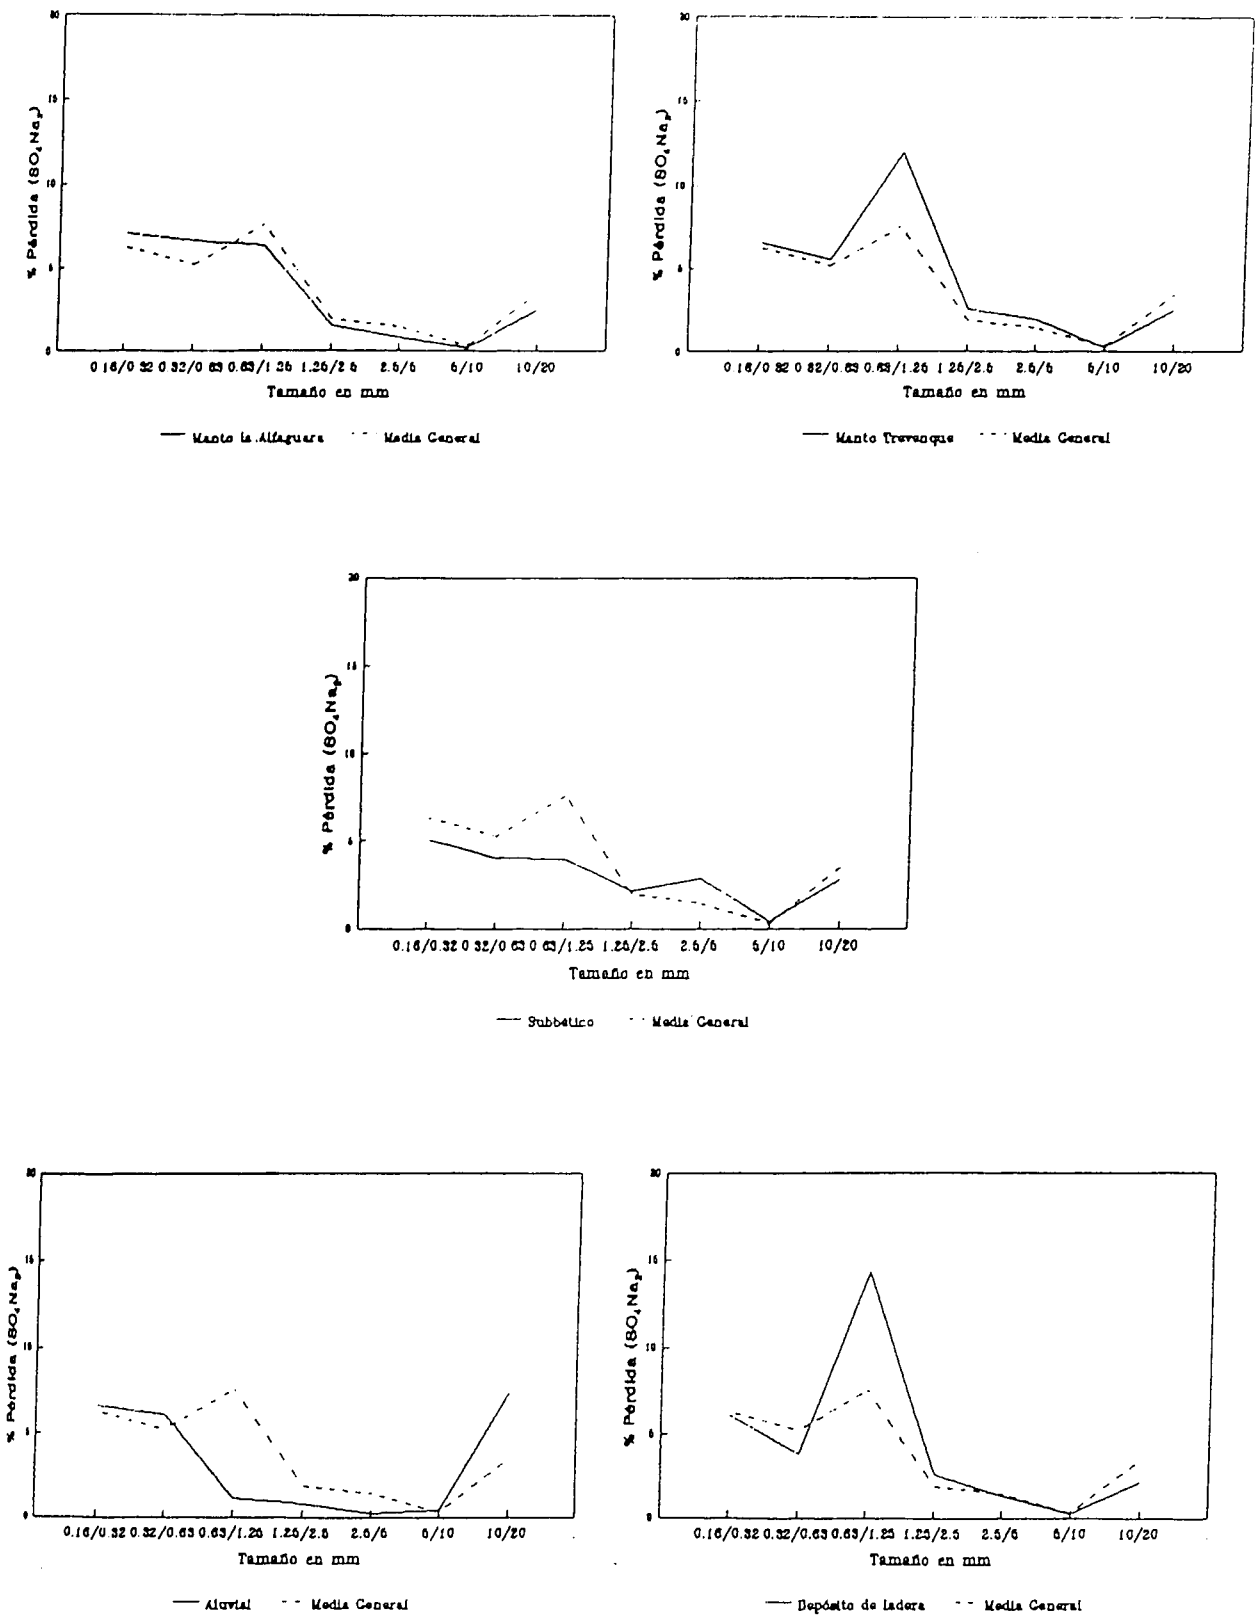 % Pérdida (SO₄Na₂)
20
15
10
5
0
0.16/0.32 0.32/0.63 0.63/1.25 1.25/2.5 2.5/5 5/10 10/20
Tamaño en mm
Manto la Alfaguara Media General
% Pérdida (SO₄Na₂)
20
15
10
5
0
0.16/0.32 0.32/0.63 0.63/1.25 1.25/2.5 2.5/5 5/10 10/20
Tamaño en mm
Manto Trevenque Media General
% Pérdida (SO₄Na₂)
20
15
10
5
0
0.16/0.32 0.32/0.63 0.63/1.25 1.25/2.5 2.5/5 5/10 10/20
Tamaño en mm
Subbético Media General
% Pérdida (SO₄Na₂)
20
15
10
5
0
0.16/0.32 0.32/0.63 0.63/1.25 1.25/2.5 2.5/5 5/10 10/20
Tamaño en mm
Aluvial Media General
% Pérdida (SO₄Na₂)
20
15
10
5
0
0.16/0.32 0.32/0.63 0.63/1.25 1.25/2.5 2.5/5 5/10 10/20
Tamaño en mm
Depósito de ladera Media General